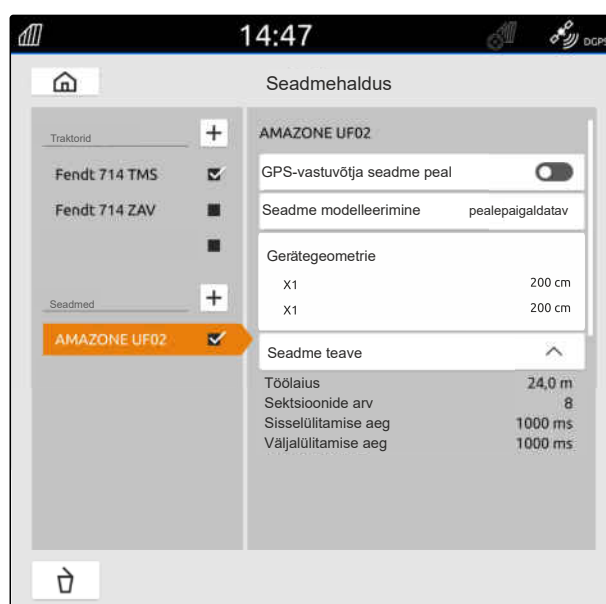 14:47
DGPS
Seadmehaldus
Traktorid
Fendt 714 TMS
Fendt 714 ZAV
Seadmed
AMAZONE UF02
AMAZONE UF02
GPS-vastuvõtja seadme peal
Seadme modelleerimine pealepaigaldatav
Gerätegeometrie
X1 200 cm
X1 200 cm
Seadme teave
Töölaius 24,0 m
Sektsioonide arv 8
Sisselülitamise aeg 1000 ms
Väljalülitamise aeg 1000 ms